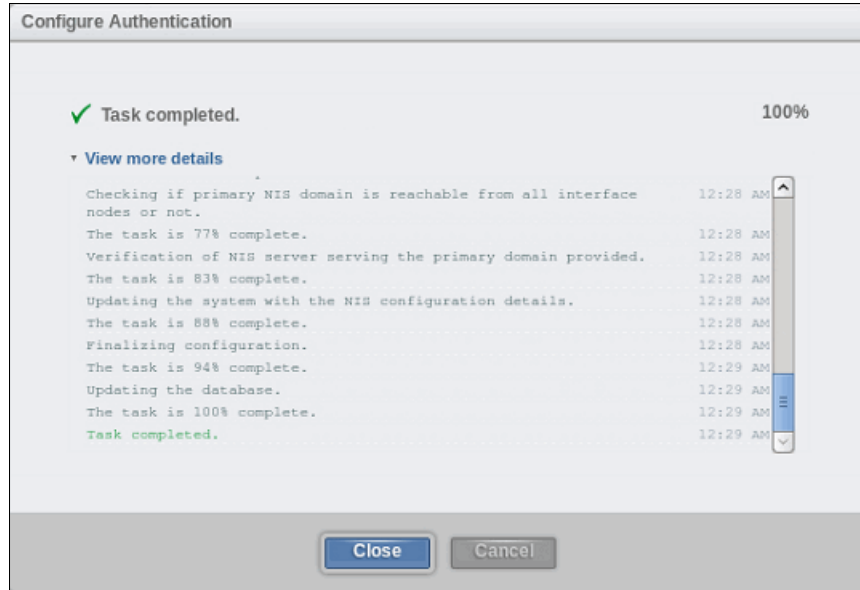 Configure Authentication
Task completed. 100%
View more details
Checking if primary NIS domain is reachable from all interface 12:28 AM
nodes or not.
The task is 77% complete. 12:28 AM
Verification of NIS server serving the primary domain provided. 12:28 AM
The task is 83% complete. 12:28 AM
Updating the system with the NIS configuration details. 12:28 AM
The task is 88% complete. 12:28 AM
Finalizing configuration. 12:28 AM
The task is 94% complete. 12:29 AM
Updating the database. 12:29 AM
The task is 100% complete. 12:29 AM
Task completed. 12:29 AM
Close Cancel